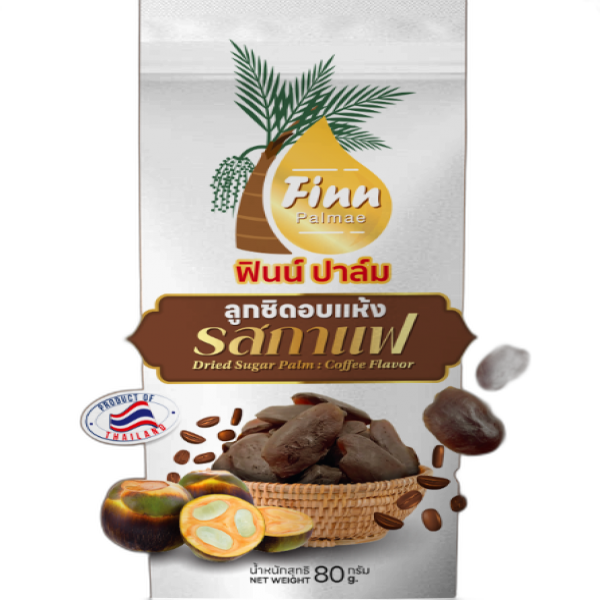 Finn
Palmae
ฟินน์ ปาล์ม
ลูกชิดอบแห้ง
รสกาแฟ
Dried Sugar Palm : Coffee Flavor
PRODUCT OF
THAILAND
น้ำหนักสุทธิ 80 กรัม
NET WEIGHT g.